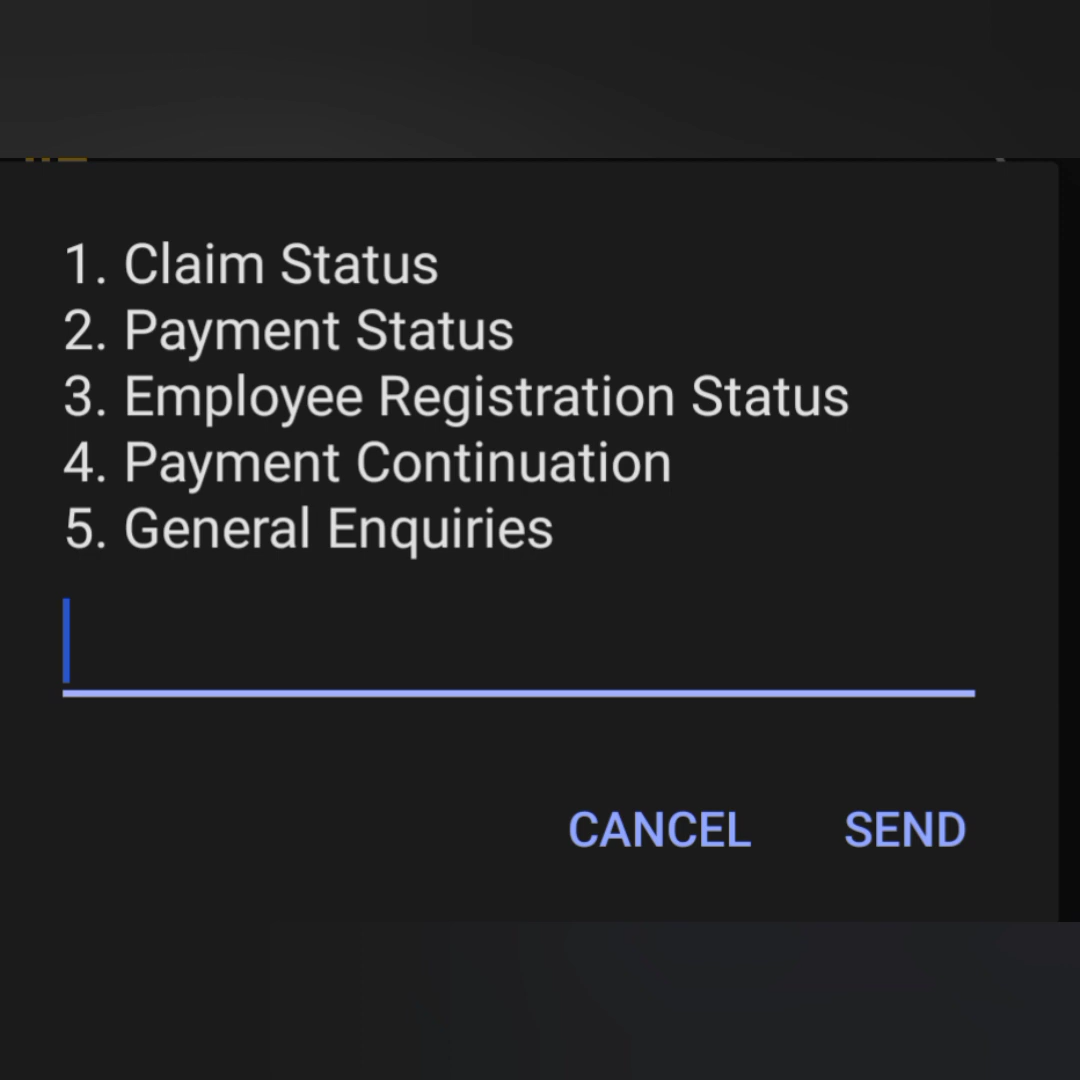 1. Claim Status
2. Payment Status
3. Employee Registration Status
4. Payment Continuation
5. General Enquiries
CANCEL SEND